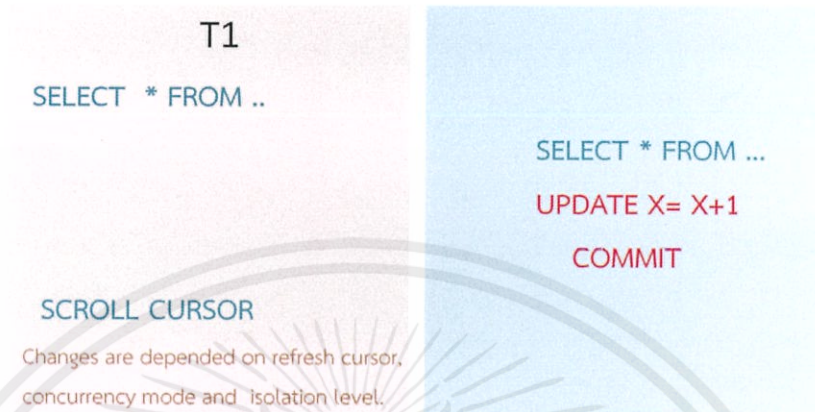 T1
SELECT * FROM ..
SELECT * FROM ...
UPDATE X= X+1
COMMIT
SCROLL CURSOR
Changes are depended on refresh cursor,
concurrency mode and isolation level.